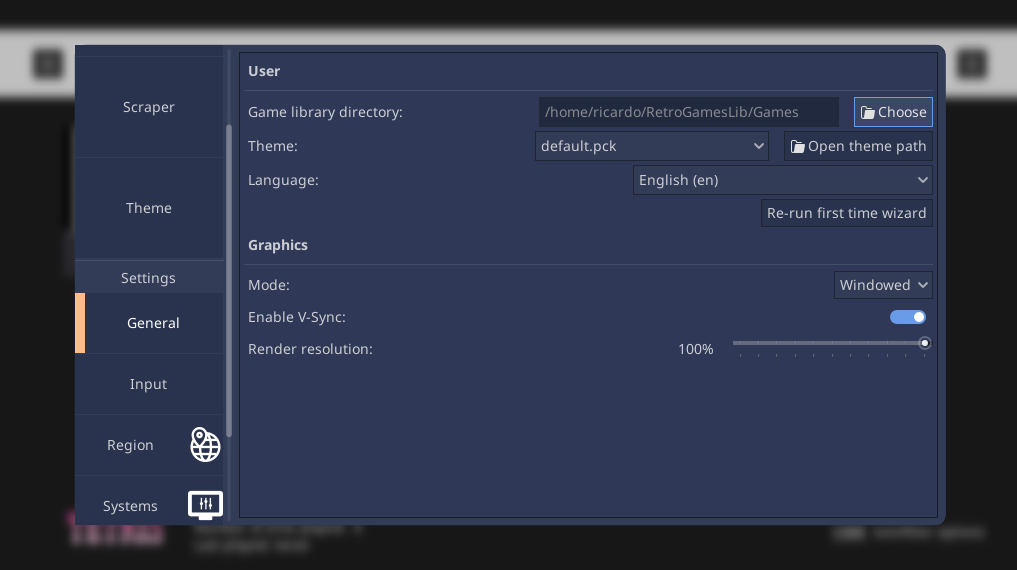 Scraper
Theme
Settings
General
Input
Region
Systems
User
Game library directory: /home/ricardo/RetroGamesLib/Games Choose
Theme: default.pck Open theme path
Language: English (en)
Re-run first time wizard
Graphics
Mode: Windowed
Enable V-Sync:
Render resolution: 100%